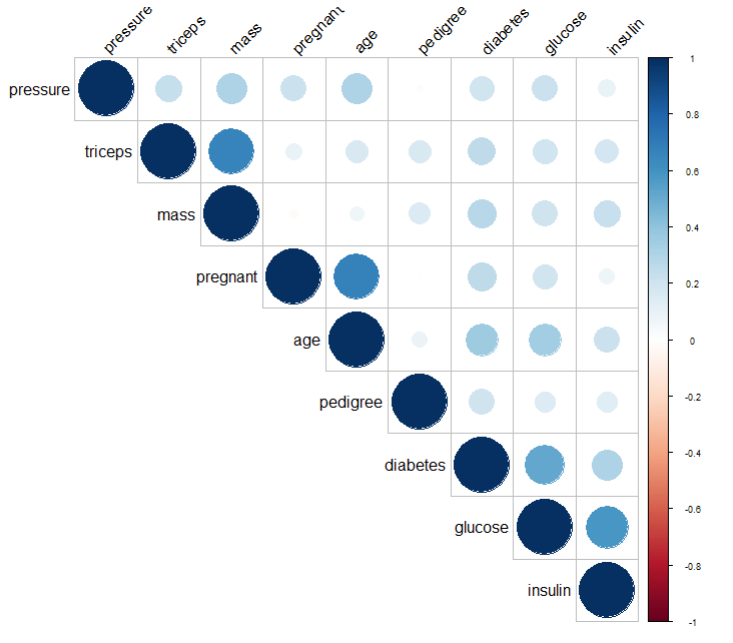 pressure
triceps
mass
pregnant
age
pedigree
diabetes
glucose
insulin
pressure
triceps
mass
pregnant
age
pedigree
diabetes
glucose
insulin
1
0.8
0.6
0.4
0.2
0
-0.2
-0.4
-0.6
-0.8
-1